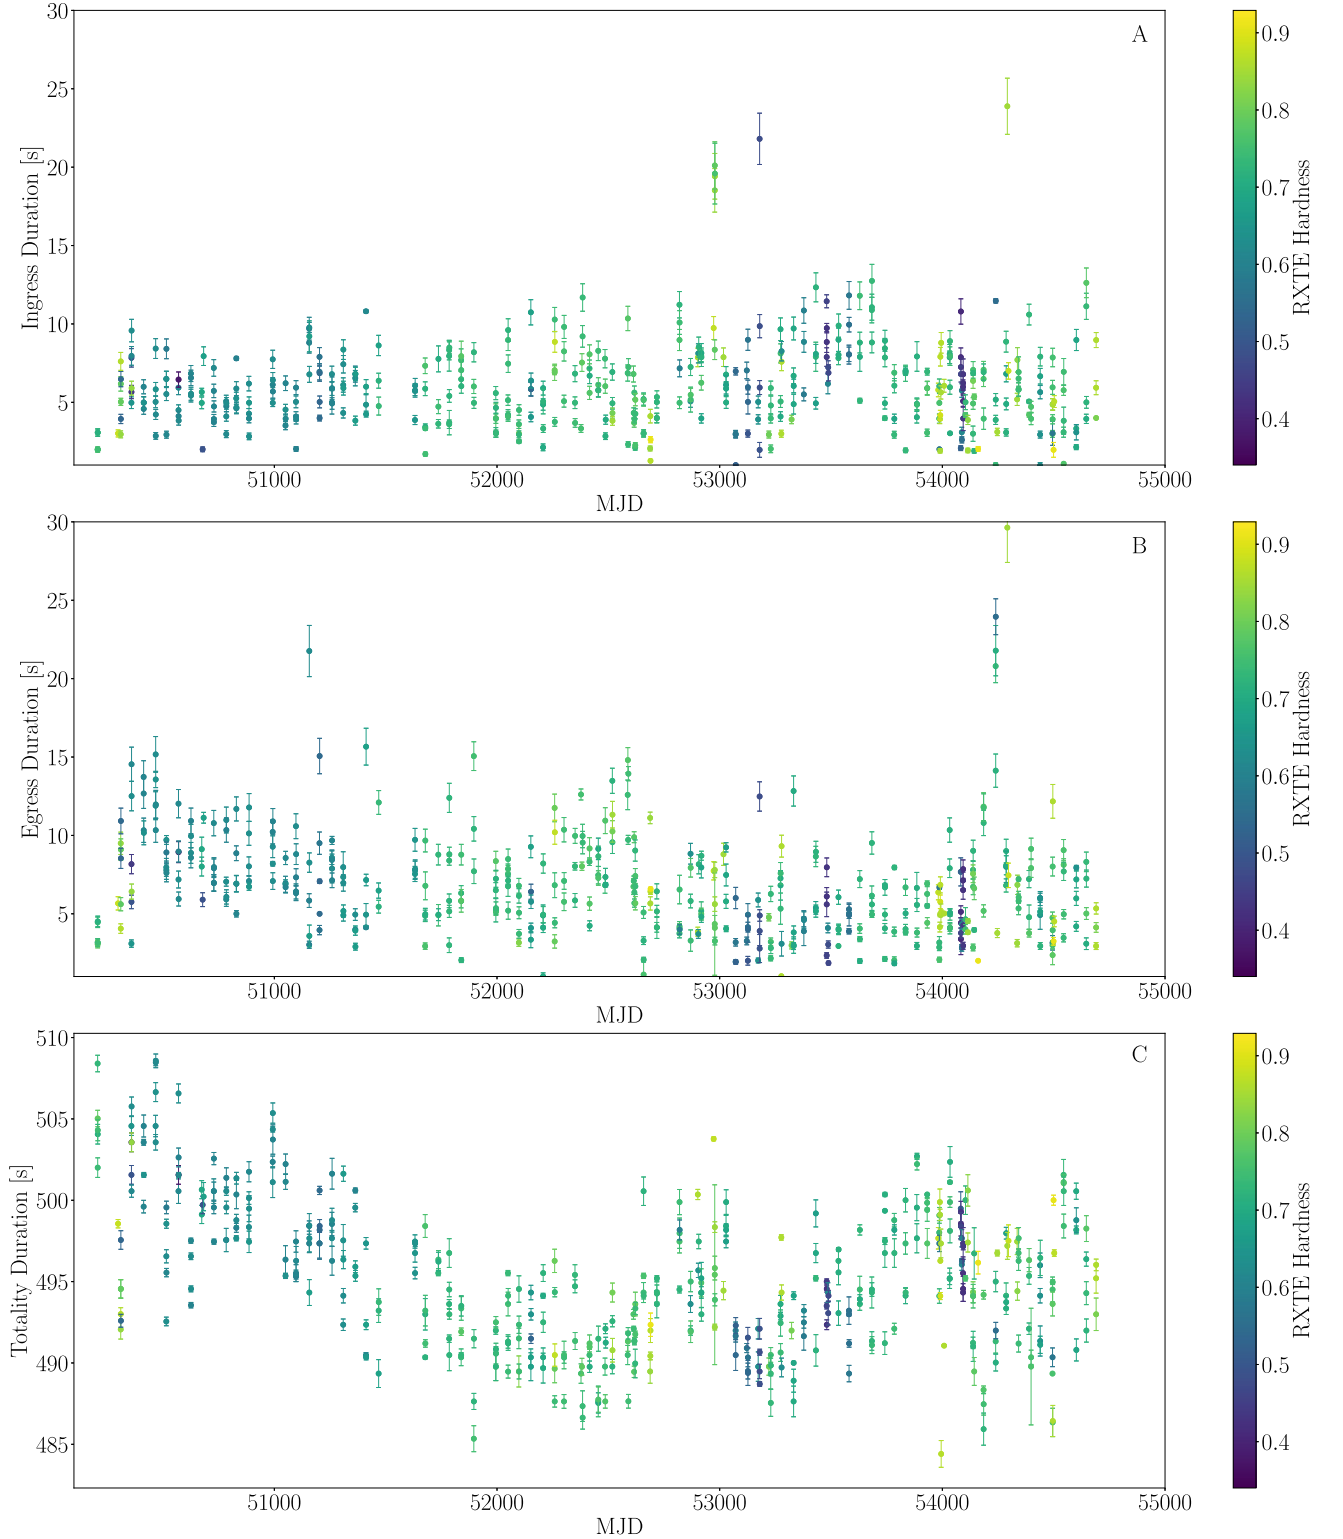 A
30
25
20
15
10
5
Ingress Duration [s]
51000 52000 53000 54000 55000
MJD
0.9
0.8
0.7
0.6
0.5
0.4
RXTE Hardness
B
30
25
20
15
10
5
Egress Duration [s]
51000 52000 53000 54000 55000
MJD
0.9
0.8
0.7
0.6
0.5
0.4
RXTE Hardness
C
510
505
500
495
490
485
Totality Duration [s]
51000 52000 53000 54000 55000
MJD
0.9
0.8
0.7
0.6
0.5
0.4
RXTE Hardness